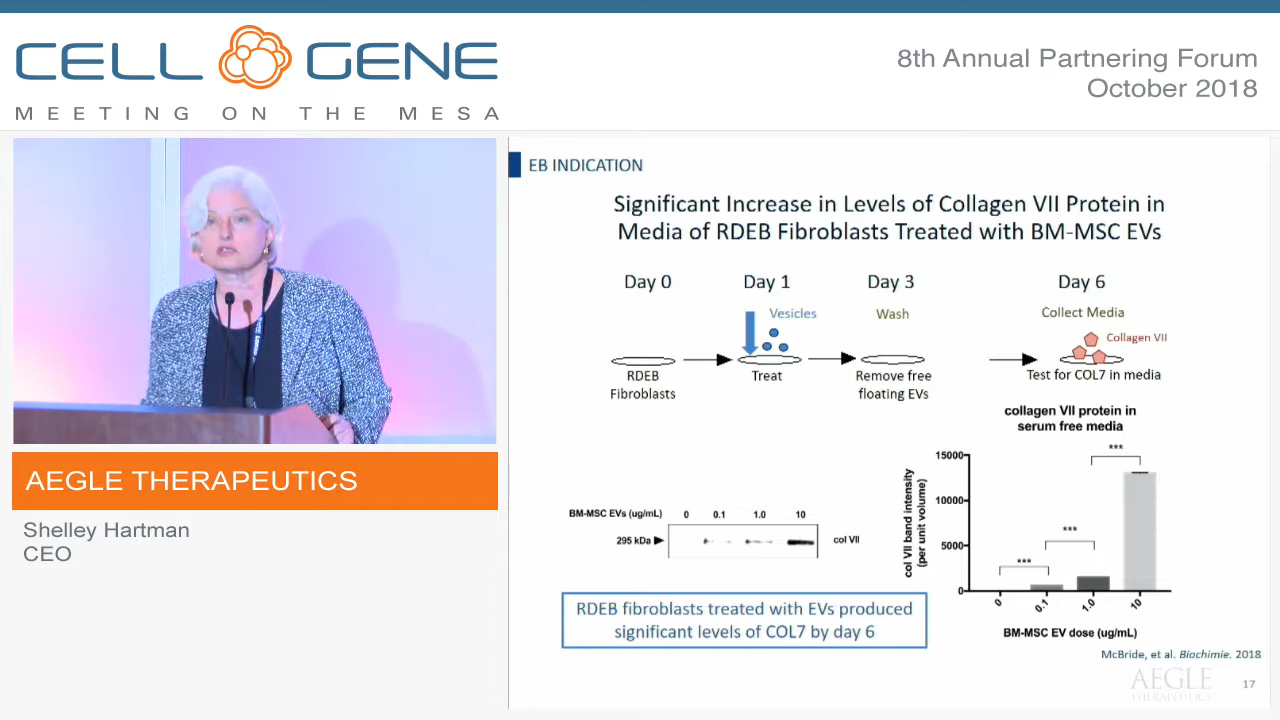 CELL GENE
MEETING ON THE MESA
8th Annual Partnering Forum
October 2018
AEGLE THERAPEUTICS
Shelley Hartman
CEO
EB INDICATION
Significant Increase in Levels of Collagen VII Protein in
Media of RDEB Fibroblasts Treated with BM-MSC EVs
Day 0 Day 1 Day 3 Day 6
Vesicles Wash Collect Media
Collagen VII
RDEB Treat Remove free Test for COL7 in media
Fibroblasts floating EVs
collagen VII protein in
serum free media
BM-MSC EVs (ug/mL) 0 0.1 1.0 10
295 kDa col VII
col VII band intensity
(per unit volume)
15000
10000
5000
0
***
***
***
0 0.1 1.0 10
BM-MSC EV dose (ug/mL)
RDEB fibroblasts treated with EVs produced
significant levels of COL7 by day 6
McBride, et al. Biochimie. 2018
AEGLE
THERAPEUTICS
17